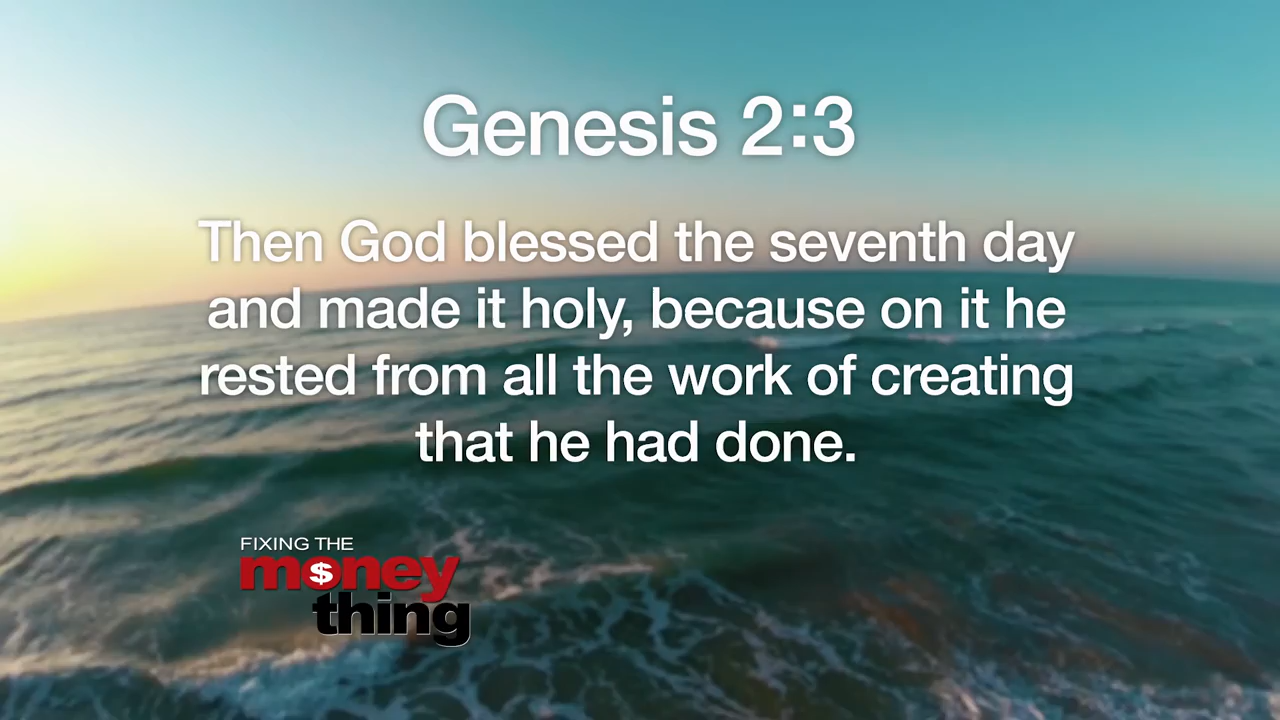 Genesis 2:3
Then God blessed the seventh day
and made it holy, because on it he
rested from all the work of creating
that he had done.
FIXING THE
money
thing